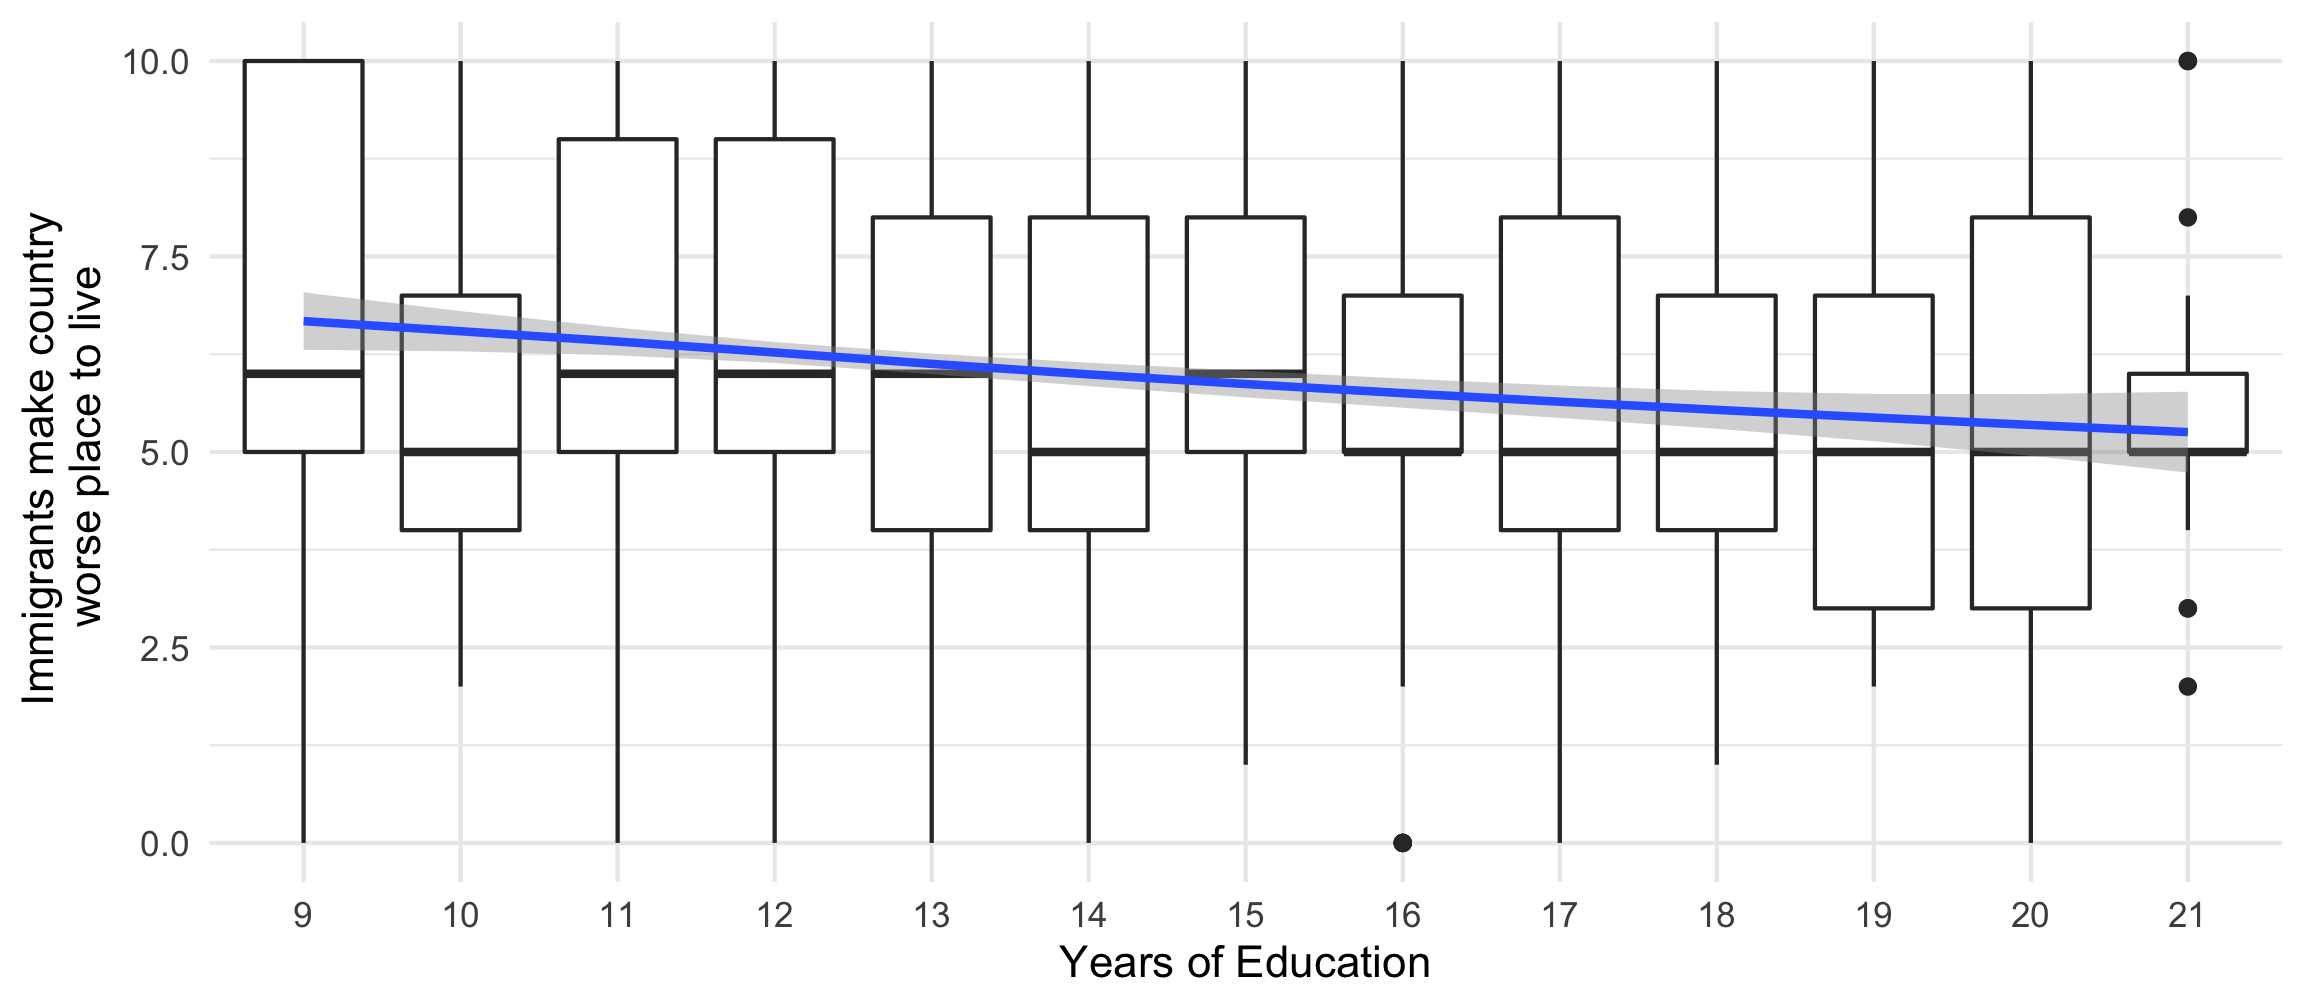 Immigrants make country
worse place to live
10.0
7.5
5.0
2.5
0.0
9 10 11 12 13 14 15 16 17 18 19 20 21
Years of Education